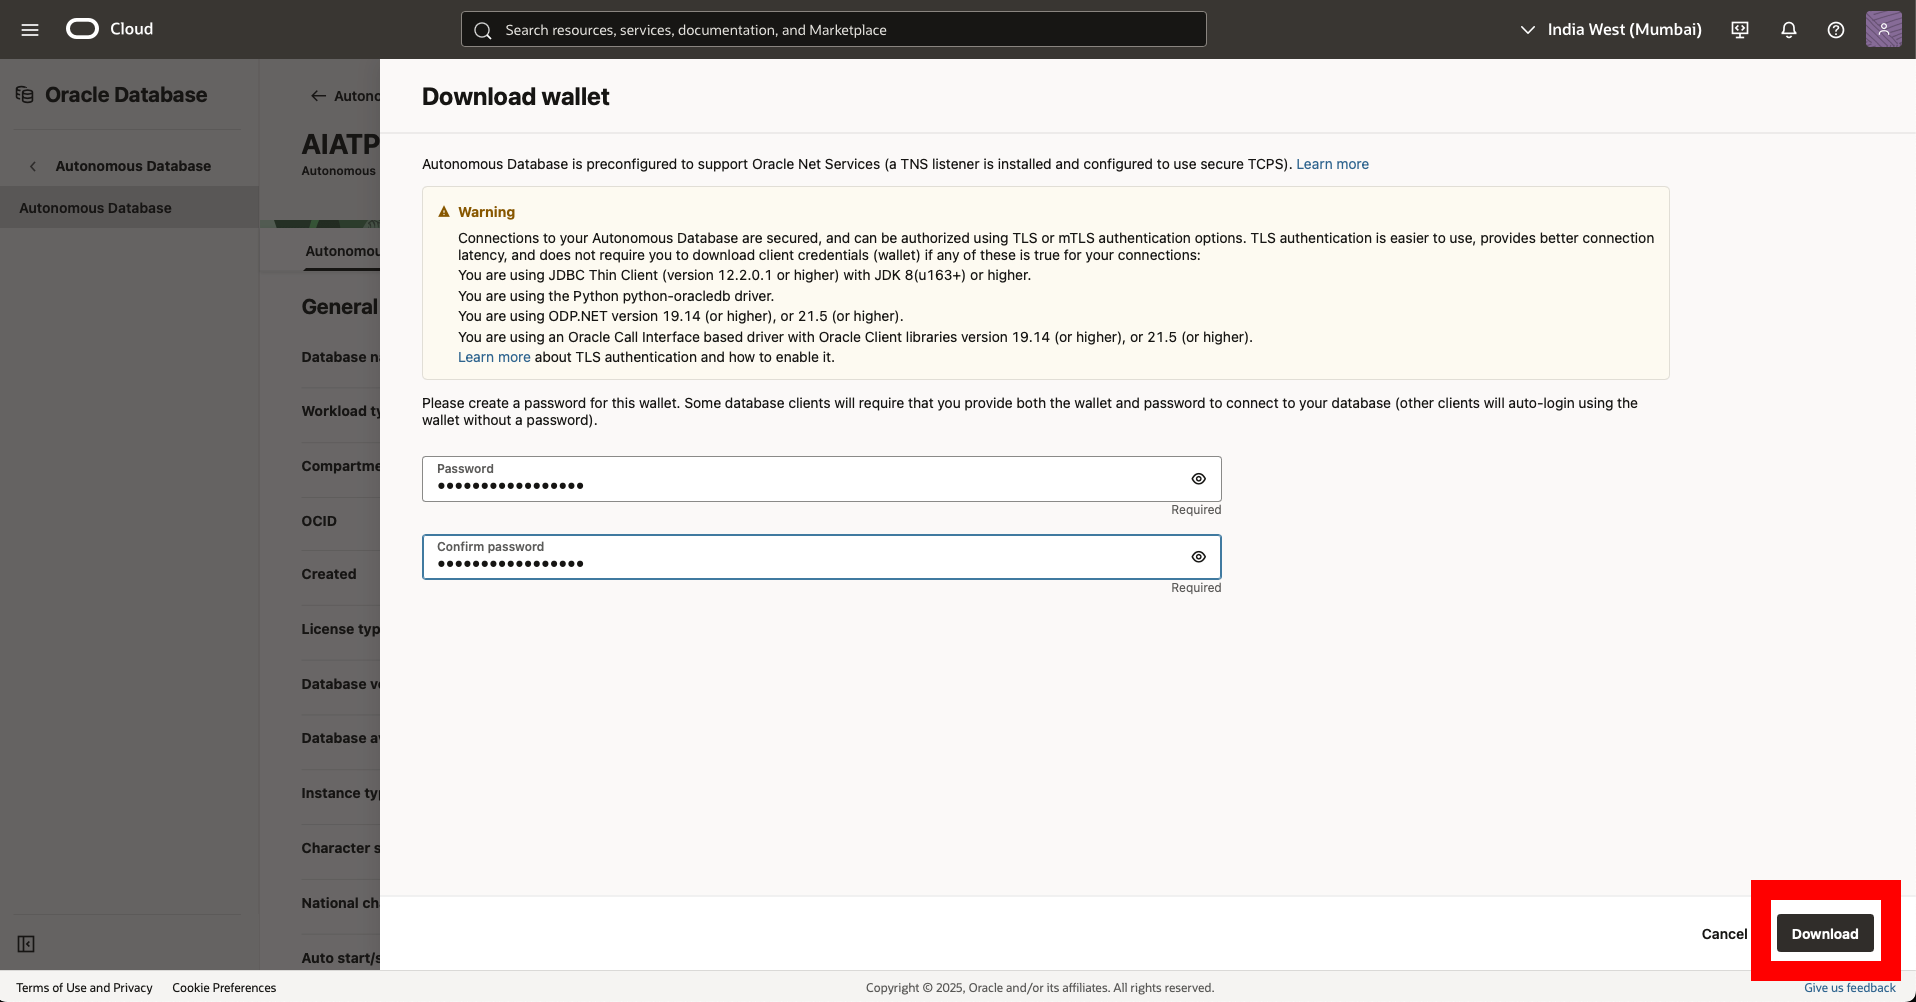 Cloud
Search resources, services, documentation, and Marketplace
India West (Mumbai)
Oracle Database
Autonomous Database
Autonomous Database
Autono
AIATP
Autonomous
Autonomou
General
Database na
Workload ty
Compartme
OCID
Created
License typ
Database ve
Database av
Instance typ
Character s
National cha
Auto start/s
Download wallet
Autonomous Database is preconfigured to support Oracle Net Services (a TNS listener is installed and configured to use secure TCPS). Learn more
Warning
Connections to your Autonomous Database are secured, and can be authorized using TLS or mTLS authentication options. TLS authentication is easier to use, provides better connection
latency, and does not require you to download client credentials (wallet) if any of these is true for your connections:
You are using JDBC Thin Client (version 12.2.0.1 or higher) with JDK 8(u163+) or higher.
You are using the Python python-oracledb driver.
You are using ODP.NET version 19.14 (or higher), or 21.5 (or higher).
You are using an Oracle Call Interface based driver with Oracle Client libraries version 19.14 (or higher), or 21.5 (or higher).
Learn more about TLS authentication and how to enable it.
Please create a password for this wallet. Some database clients will require that you provide both the wallet and password to connect to your database (other clients will auto-login using the
wallet without a password).
Password
•••••••••••••••••
Required
Confirm password
•••••••••••••••••
Required
Cancel
Download
Terms of Use and Privacy
Cookie Preferences
Copyright © 2025, Oracle and/or its affiliates. All rights reserved.
Give us feedback